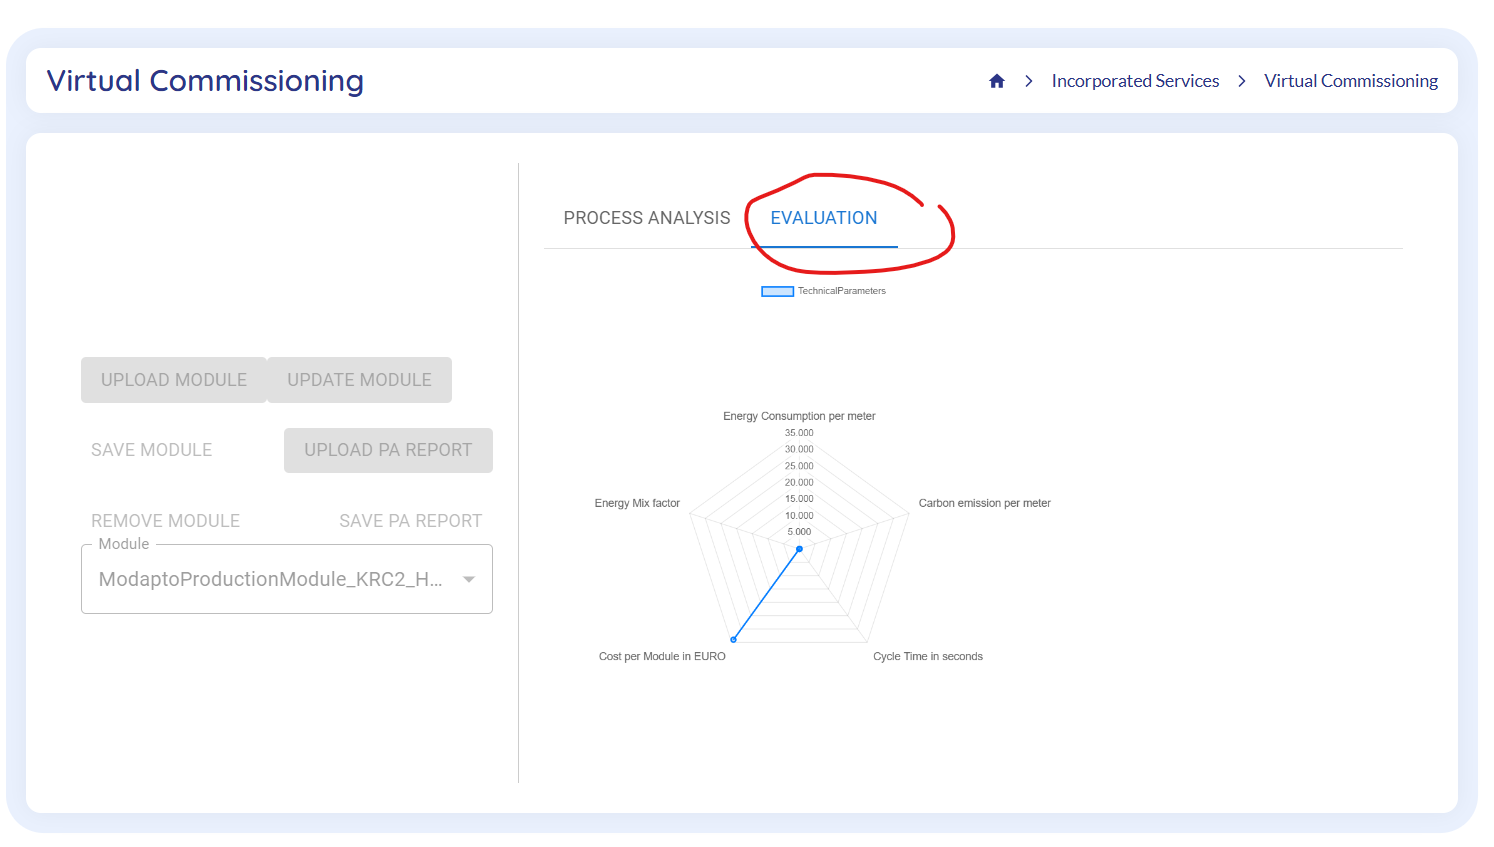 Virtual Commissioning
Incorporated Services
Virtual Commissioning
PROCESS ANALYSIS
EVALUATION
UPLOAD MODULE
UPDATE MODULE
SAVE MODULE
UPLOAD PA REPORT
REMOVE MODULE
SAVE PA REPORT
Module
ModaptoProductionModule_KRC2_H...
TechnicalParameters
Energy Consumption per meter
35.000
30.000
25.000
20.000
15.000
10.000
5.000
Energy Mix factor
Carbon emission per meter
Cost per Module in EURO
Cycle Time in seconds